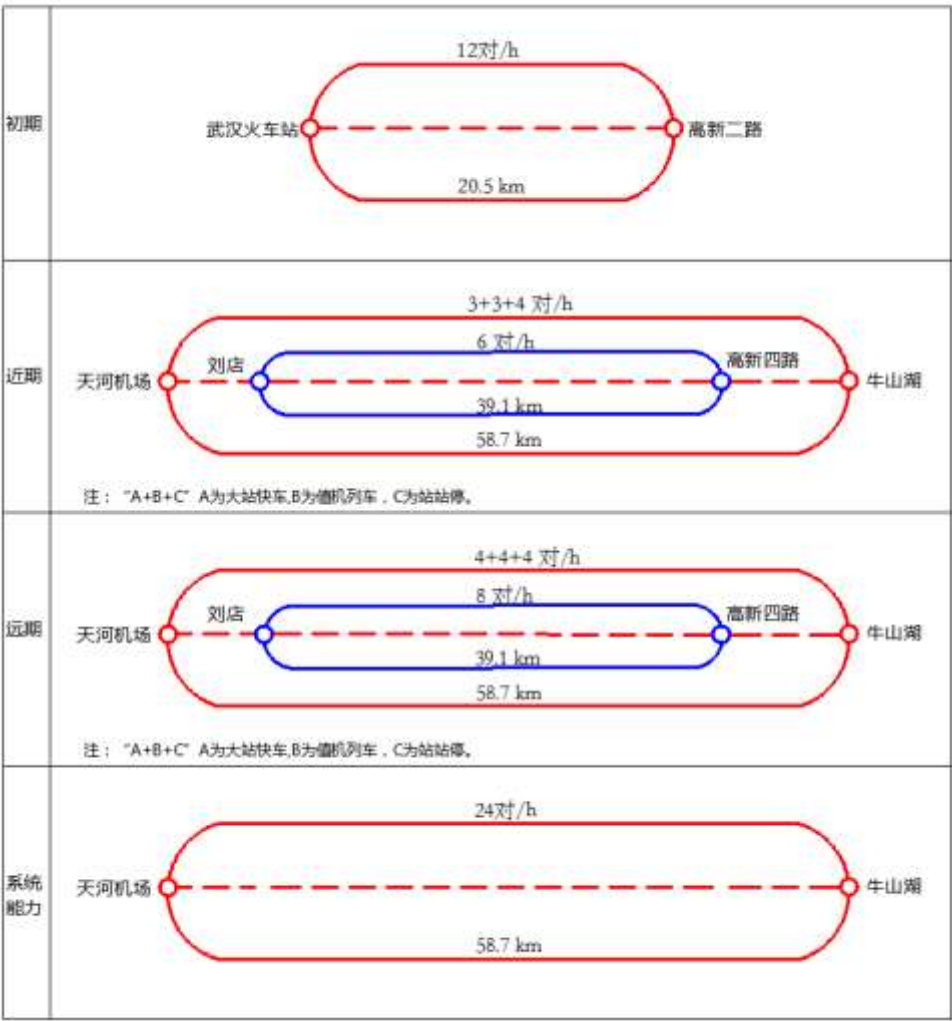 初期
12对/h
武汉火车站
高新二路
20.5 km
近期
3+3+4 对/h
6 对/h
刘店
高新四路
天河机场
牛山湖
39.1 km
58.7 km
注："A+B+C" A为大站快车,B为值机列车，C为站站停。
远期
4+4+4 对/h
8 对/h
刘店
高新四路
天河机场
牛山湖
39.1 km
58.7 km
注："A+B+C" A为大站快车,B为值机列车，C为站站停。
系统
能力
24对/h
天河机场
牛山湖
58.7 km